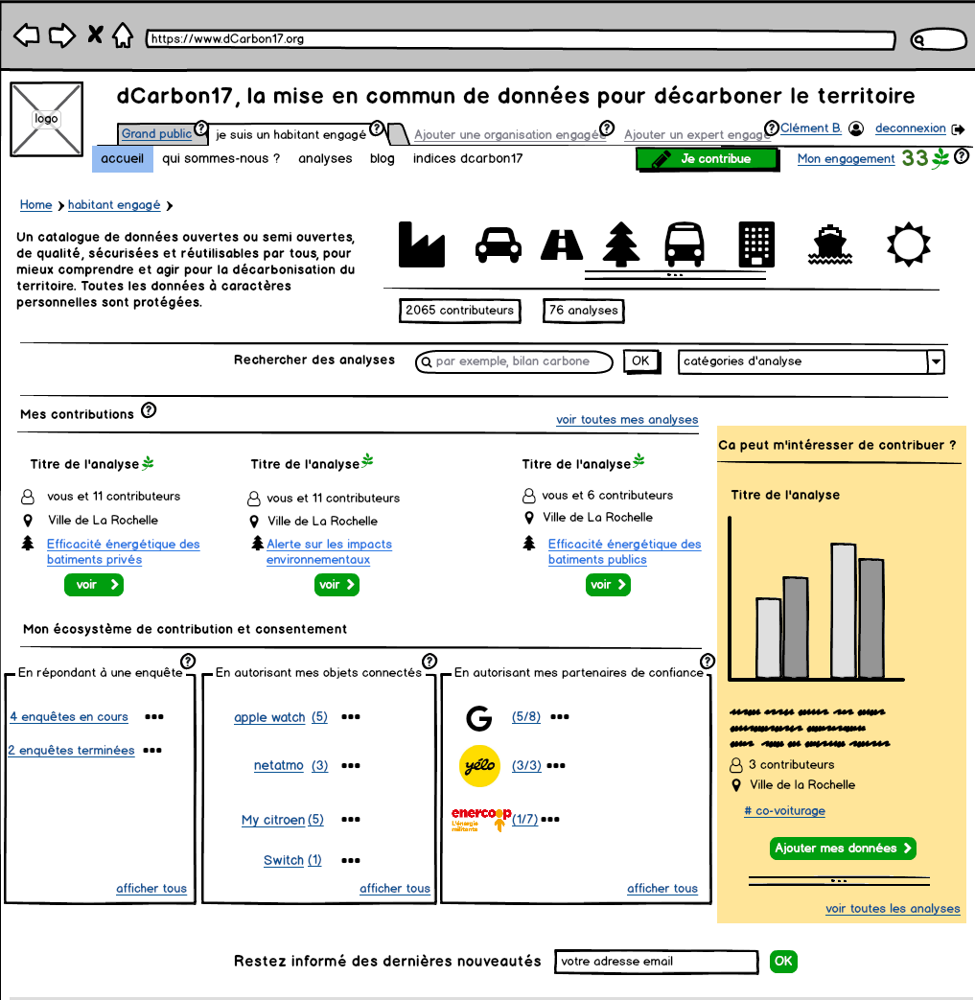 https://www.dCarbon17.org
logo
dCarbon17, la mise en commun de données pour décarboner le territoire
Grand public ?
je suis un habitant engagé ?
Ajouter une organisation engagée ?
Ajouter un expert engagé ?
Clément B.
deconnexion
accueil
qui sommes-nous ?
analyses
blog
indices dcarbon17
Je contribue
Mon engagement 33 ?
Home
habitant engagé
Un catalogue de données ouvertes ou semi ouvertes,
de qualité, sécurisées et réutilisables par tous, pour
mieux comprendre et agir pour la décarbonisation du
territoire. Toutes les données à caractères
personnelles sont protégées.
2065 contributeurs
76 analyses
Rechercher des analyses
par exemple, bilan carbone
OK
catégories d'analyse
Mes contributions ?
voir toutes mes analyses
Titre de l'analyse
vous et 11 contributeurs
Ville de La Rochelle
Efficacité énergétique des
batiments privés
voir
Titre de l'analyse
vous et 11 contributeurs
Ville de La Rochelle
Alerte sur les impacts
environnementaux
voir
Titre de l'analyse
vous et 6 contributeurs
Ville de La Rochelle
Efficacité énergétique des
batiments publics
voir
Ca peut m'intéresser de contribuer ?
Titre de l'analyse
3 contributeurs
Ville de la Rochelle
# co-voiturage
Ajouter mes données
voir toutes les analyses
Mon écosystème de contribution et consentement
En répondant à une enquête ?
4 enquêtes en cours
2 enquêtes terminées
afficher tous
En autorisant mes objets connectés ?
apple watch (5)
netatmo (3)
My citroen (5)
Switch (1)
afficher tous
En autorisant mes partenaires de confiance ?
G (5/8)
yélo (3/3)
enercoop (1/7)
L'énergie
militante
afficher tous
Restez informé des dernières nouveautés
votre adresse email
OK